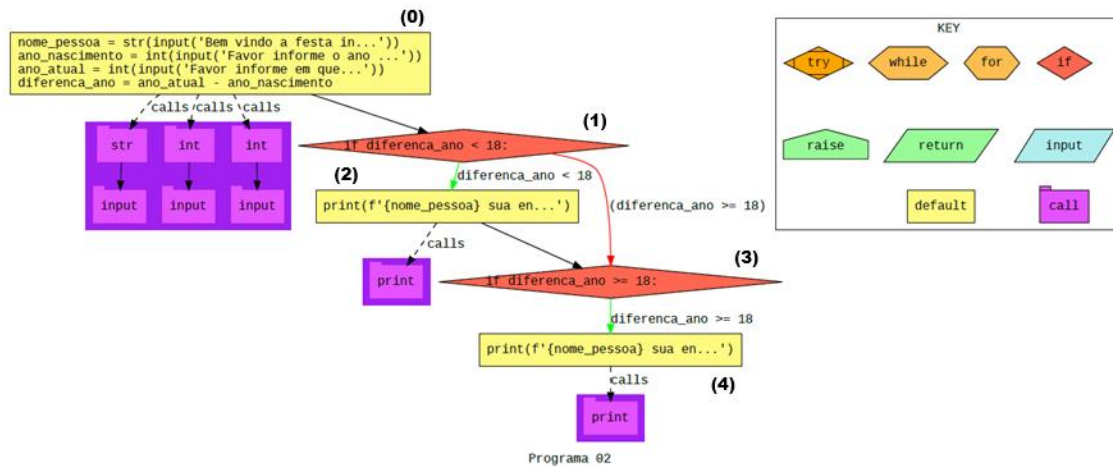 (0)
nome_pessoa = str(input('Bem vindo a festa in...'))
ano_nascimento = int(input('Favor informe o ano ...'))
ano_atual = int(input('Favor informe em que...'))
diferenca_ano = ano_atual - ano_nascimento
calls calls calls
str int int
input input input
(1)
if diferenca_ano < 18:
(2)
diferenca_ano < 18
(diferenca_ano >= 18)
print(f'{nome_pessoa} sua en...')
calls
print
(3)
if diferenca_ano >= 18:
diferenca_ano >= 18
print(f'{nome_pessoa} sua en...')
(4)
calls
print
Programa 02
KEY
try while for if
raise return input
default call